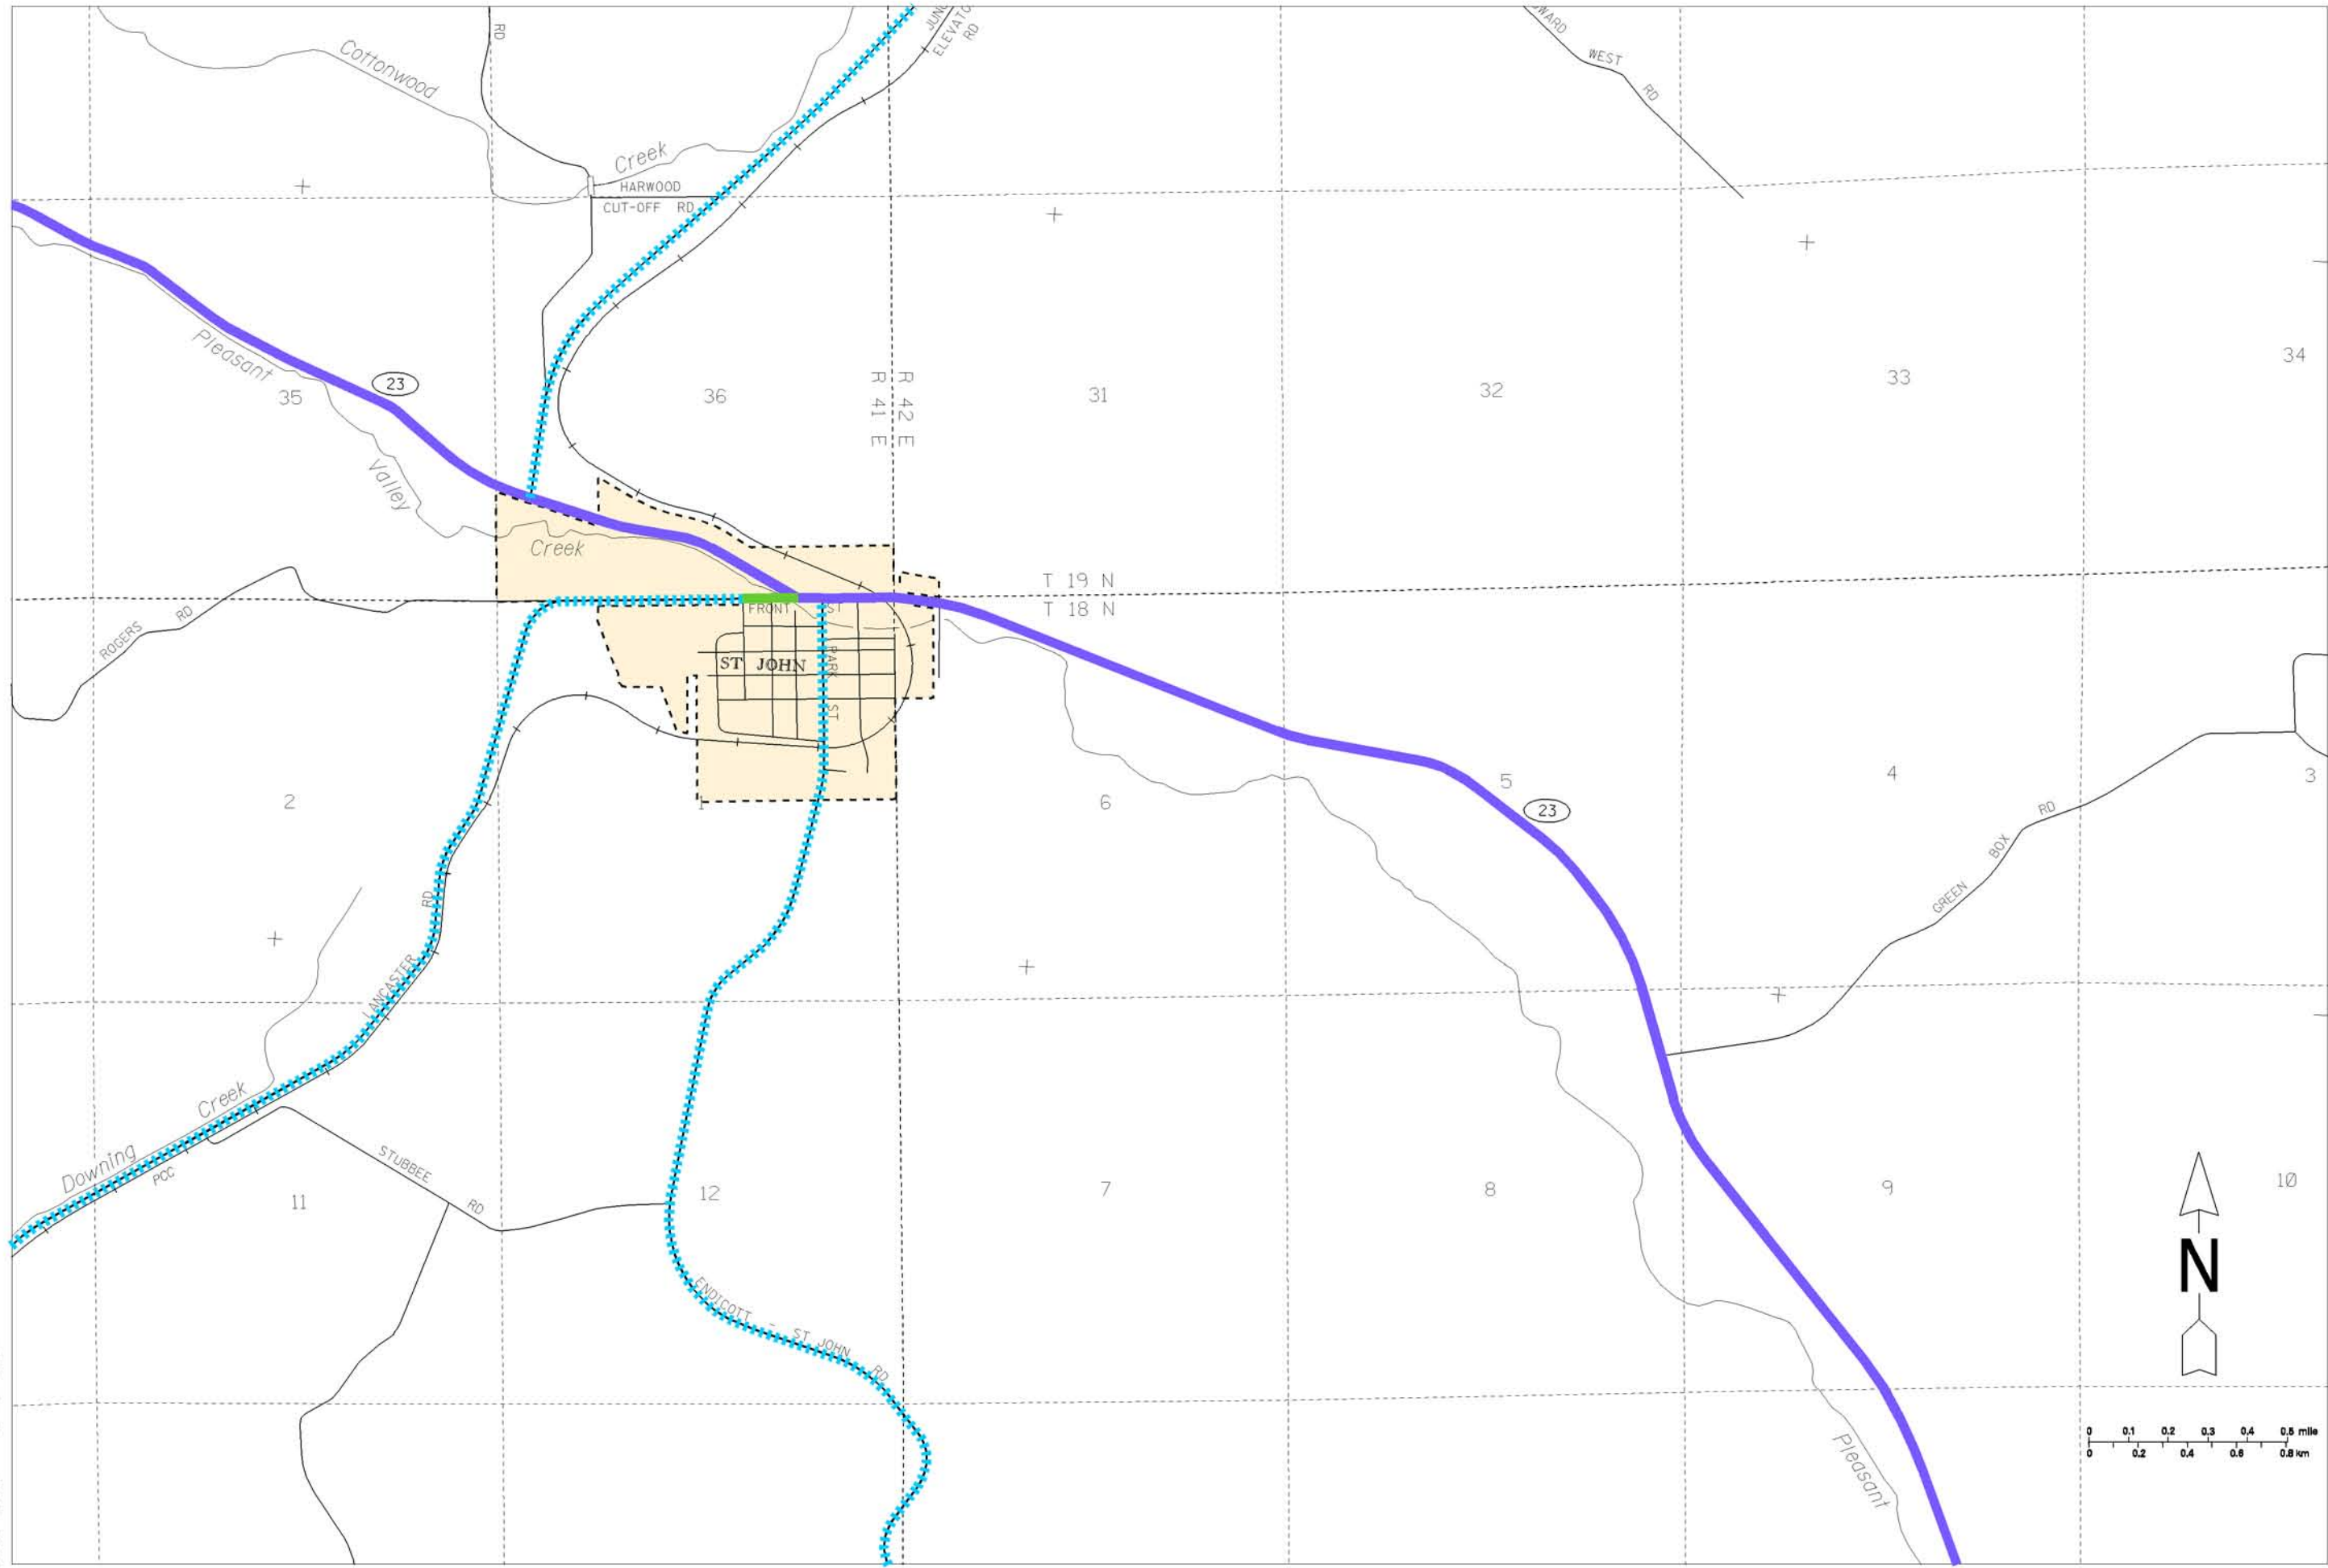 RD
ELEVATO
RD
WEST
RD
Cottonwood
Creek
HARWOOD
CUT-OFF RD
Pleasant
23
35
36
R 41 E
R 42 E
31
32
33
34
Valley
Creek
T 19 N
T 18 N
FRONT ST
ROGERS RD
ST JOHN
PARK ST
2
1
6
5
23
4
3
GREEN BOX RD
LANCASTER RD
Downing Creek
PCC
STUBBEE RD
11
12
7
8
9
10
ENDICOTT - ST JOHN RD
N
Pleasant
0 0.1 0.2 0.3 0.4 0.5 mile
0 0.2 0.4 0.6 0.8 km